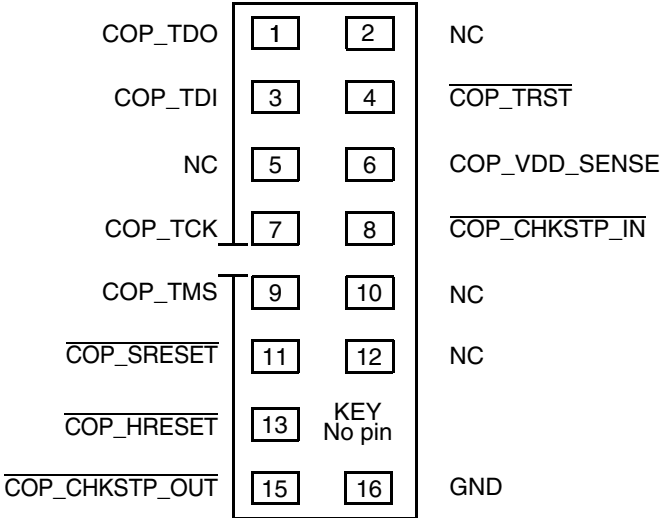 COP_TDO 1 2 NC
COP_TDI 3 4 COP_TRST
NC 5 6 COP_VDD_SENSE
COP_TCK 7 8 COP_CHKSTP_IN
COP_TMS 9 10 NC
COP_SRESET 11 12 NC
COP_HRESET 13 KEY
No pin
COP_CHKSTP_OUT 15 16 GND